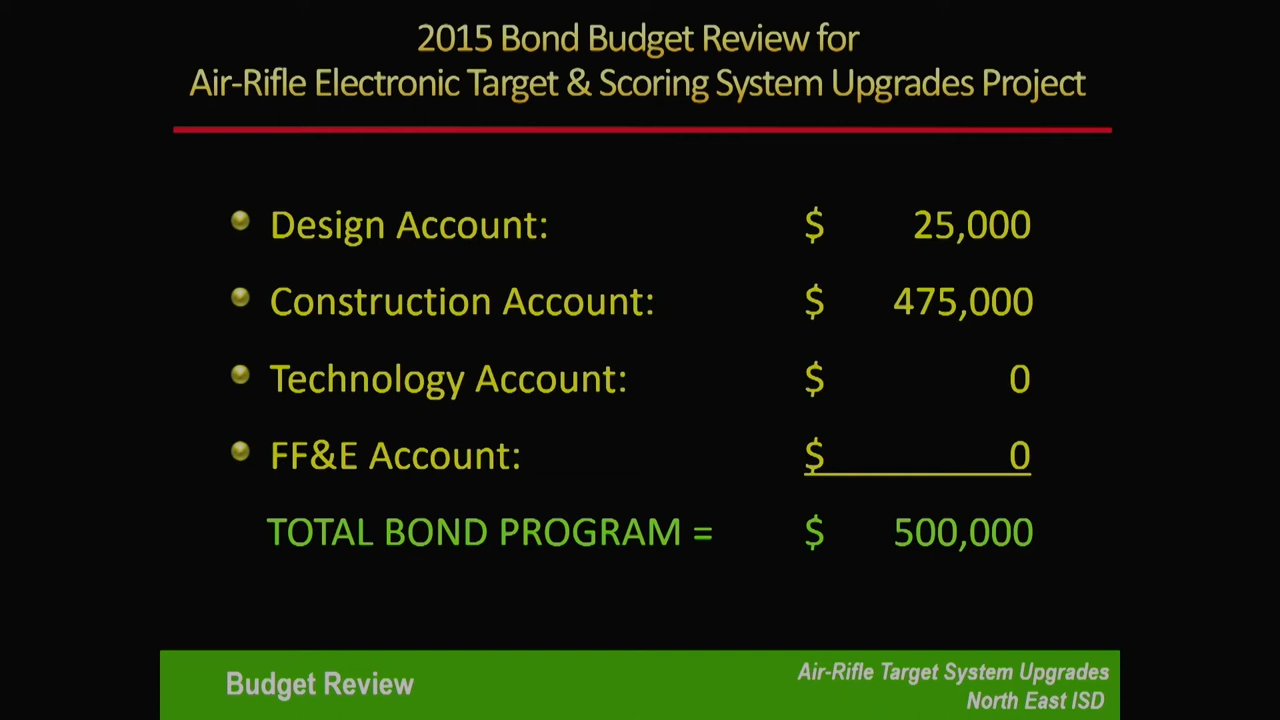 2015 Bond Budget Review for
Air-Rifle Electronic Target & Scoring System Upgrades Project
Design Account: $ 25,000
Construction Account: $ 475,000
Technology Account: $ 0
FF&E Account: $ 0
TOTAL BOND PROGRAM = $ 500,000
Budget Review
Air-Rifle Target System Upgrades
North East ISD